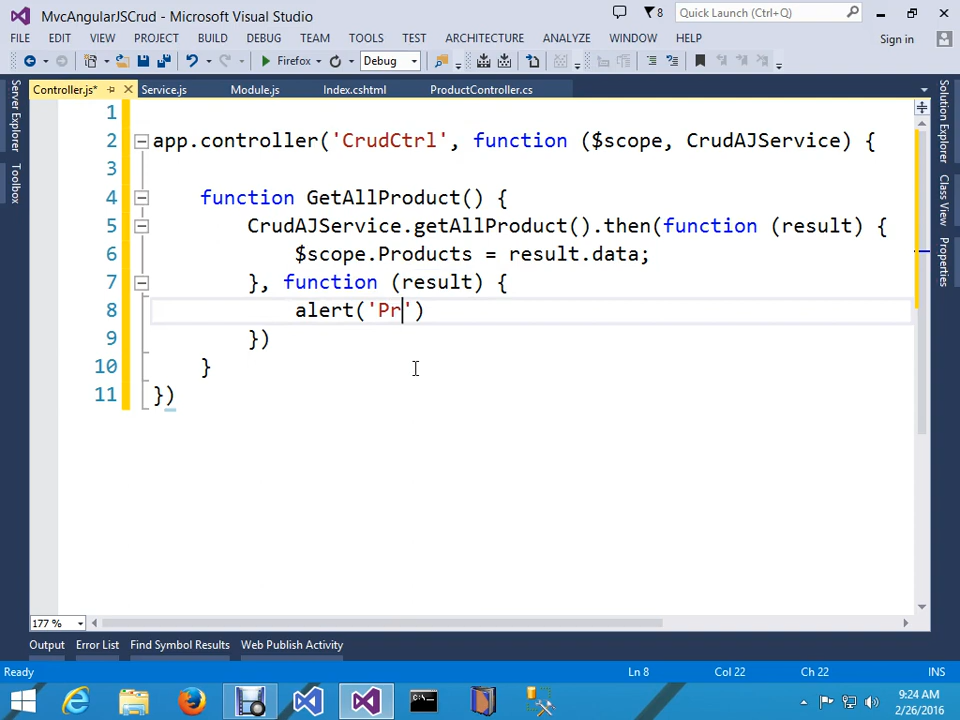 MvcAngularJSCrud - Microsoft Visual Studio
8
Quick Launch (Ctrl+Q)
FILE EDIT VIEW PROJECT BUILD DEBUG TEAM TOOLS TEST ARCHITECTURE ANALYZE WINDOW HELP
Sign in
Firefox
Debug
Controller.js* Service.js Module.js Index.cshtml ProductController.cs
Server Explorer
Toolbox
Solution Explorer
Class View
Properties
1
2 app.controller('CrudCtrl', function ($scope, CrudAJService) {
3
4 function GetAllProduct() {
5 CrudAJService.getAllProduct().then(function (result) {
6 $scope.Products = result.data;
7 }, function (result) {
8 alert('Pr')
9 })
10 }
11 })
177 %
Output Error List Find Symbol Results Web Publish Activity
Ready Ln 8 Col 22 Ch 22 INS
9:24 AM
2/26/2016